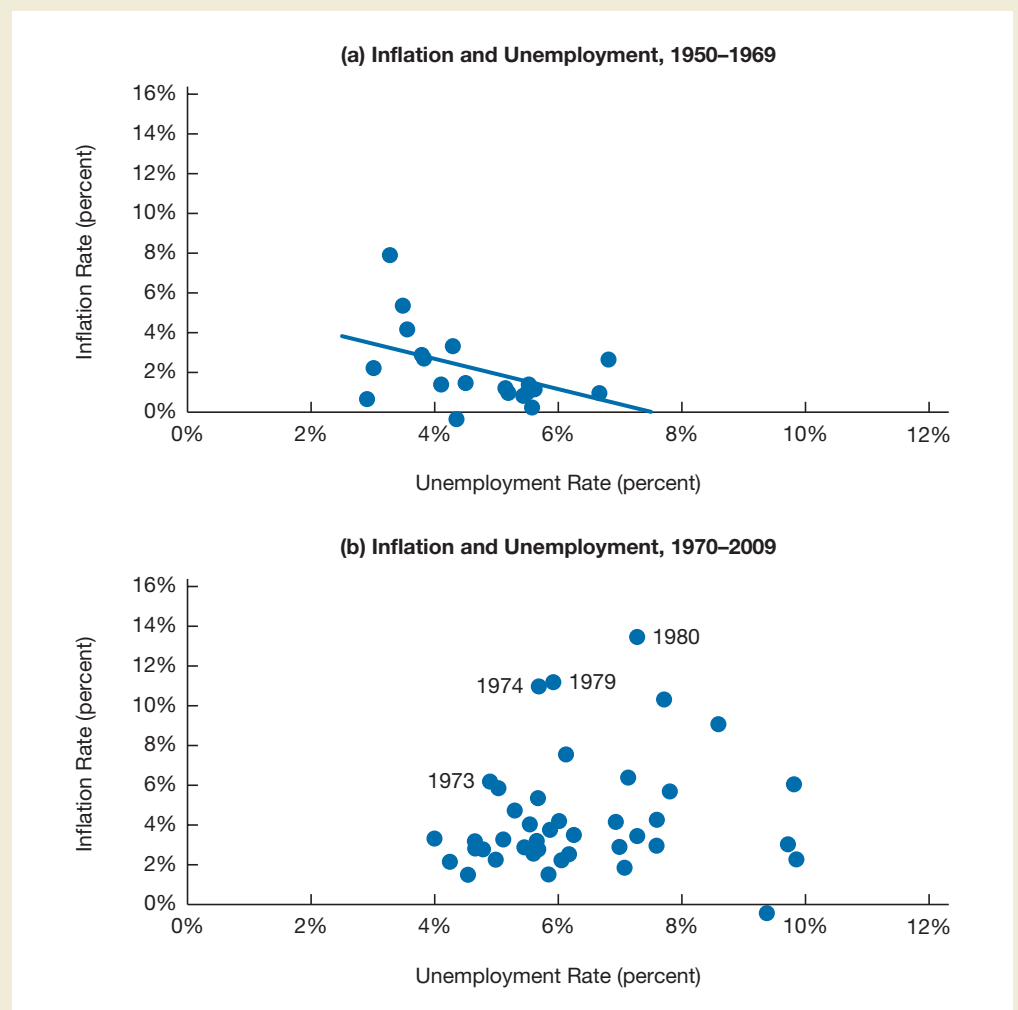 (a) Inflation and Unemployment, 1950–1969
Inflation Rate (percent)
16%
14%
12%
10%
8%
6%
4%
2%
0%
0% 2% 4% 6% 8% 10% 12%
Unemployment Rate (percent)
(b) Inflation and Unemployment, 1970–2009
Inflation Rate (percent)
16%
14%
12%
10%
8%
6%
4%
2%
0%
1980
1974 1979
1973
0% 2% 4% 6% 8% 10% 12%
Unemployment Rate (percent)